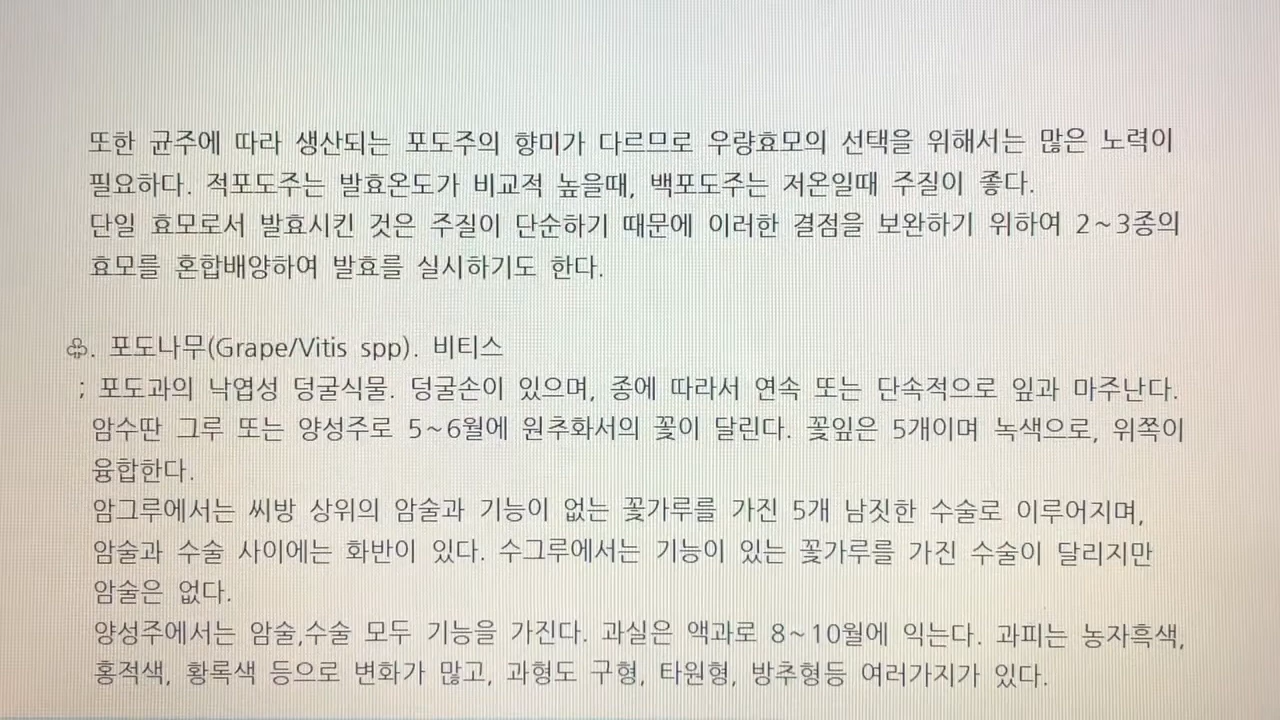 또한 균주에 따라 생산되는 포도주의 향미가 다르므로 우량효모의 선택을 위해서는 많은 노력이
필요하다. 적포도주는 발효온도가 비교적 높을때, 백포도주는 저온일때 주질이 좋다.
단일 효모로서 발효시킨 것은 주질이 단순하기 때문에 이러한 결점을 보완하기 위하여 2~3종의
효모를 혼합배양하여 발효를 실시하기도 한다.
♧. 포도나무(Grape/Vitis spp). 비티스
; 포도과의 낙엽성 덩굴식물. 덩굴손이 있으며, 종에 따라서 연속 또는 단속적으로 잎과 마주난다.
암수딴 그루 또는 양성주로 5~6월에 원추화서의 꽃이 달린다. 꽃잎은 5개이며 녹색으로, 위쪽이
융합한다.
암그루에서는 씨방 상위의 암술과 기능이 없는 꽃가루를 가진 5개 남짓한 수술로 이루어지며,
암술과 수술 사이에는 화반이 있다. 수그루에서는 기능이 있는 꽃가루를 가진 수술이 달리지만
암술은 없다.
양성주에서는 암술,수술 모두 기능을 가진다. 과실은 액과로 8~10월에 익는다. 과피는 농자흑색,
홍적색, 황록색 등으로 변화가 많고, 과형도 구형, 타원형, 방추형등 여러가지가 있다.